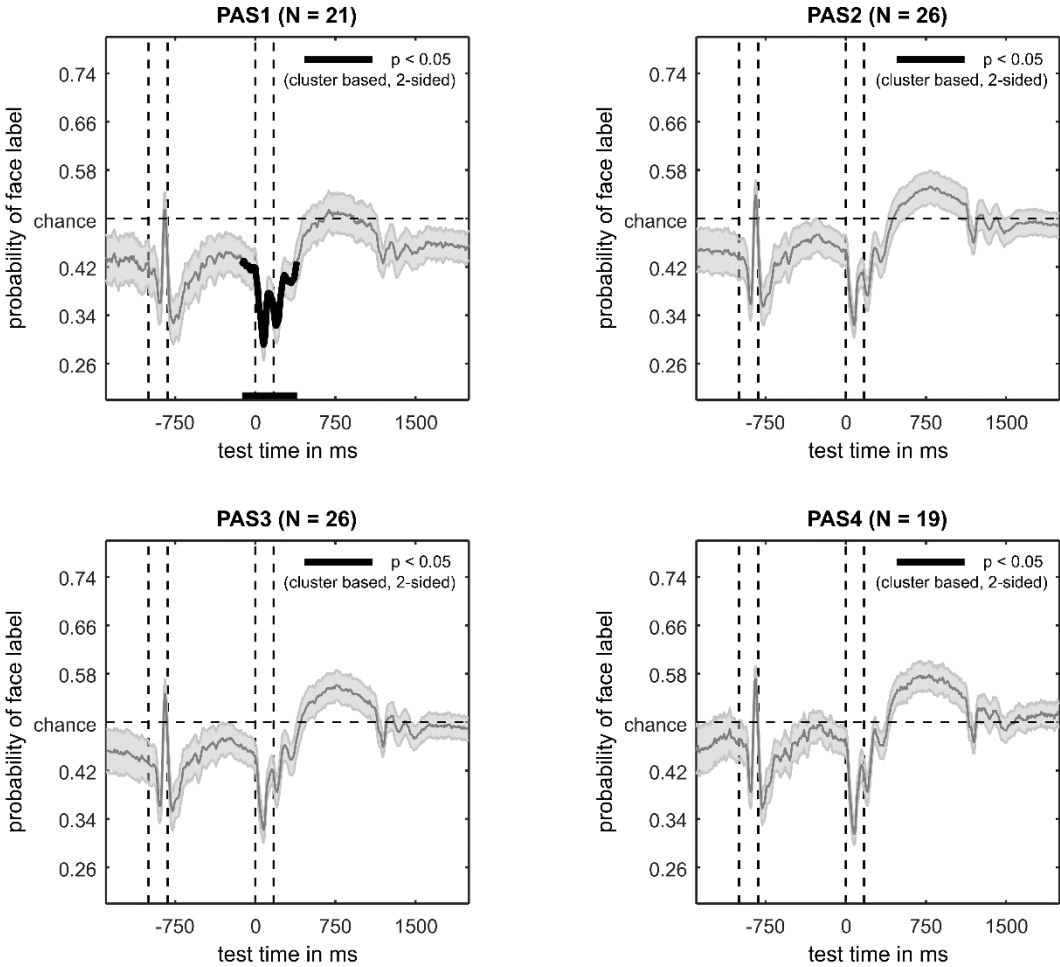 PAS1 (N = 21)
p < 0.05
(cluster based, 2-sided)
probability of face label
0.74
0.66
0.58
chance
0.42
0.34
0.26
-750 0 750 1500
test time in ms
PAS2 (N = 26)
p < 0.05
(cluster based, 2-sided)
probability of face label
0.74
0.66
0.58
chance
0.42
0.34
0.26
-750 0 750 1500
test time in ms
PAS3 (N = 26)
p < 0.05
(cluster based, 2-sided)
probability of face label
0.74
0.66
0.58
chance
0.42
0.34
0.26
-750 0 750 1500
test time in ms
PAS4 (N = 19)
p < 0.05
(cluster based, 2-sided)
probability of face label
0.74
0.66
0.58
chance
0.42
0.34
0.26
-750 0 750 1500
test time in ms